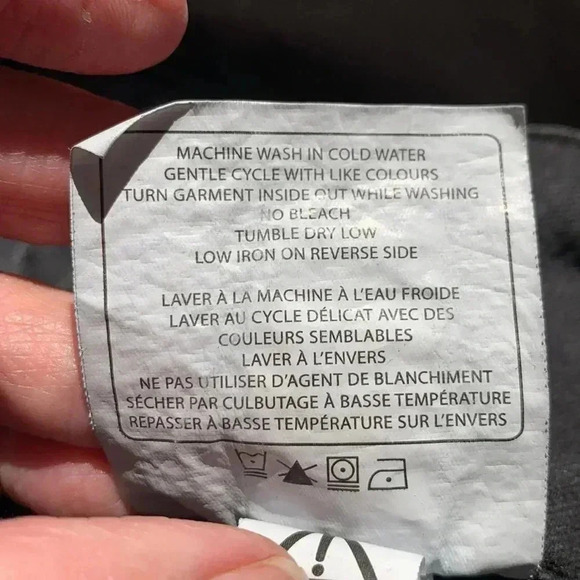 MACHINE WASH IN COLD WATER
GENTLE CYCLE WITH LIKE COLOURS
TURN GARMENT INSIDE OUT WHILE WASHING
NO BLEACH
TUMBLE DRY LOW
LOW IRON ON REVERSE SIDE
LAVER À LA MACHINE À L'EAU FROIDE
LAVER AU CYCLE DÉLICAT AVEC DES
COULEURS SEMBLABLES
LAVER À L'ENVERS
NE PAS UTILISER D'AGENT DE BLANCHIMENT
SÉCHER PAR CULBUTAGE À BASSE TEMPÉRATURE
REPASSER À BASSE TEMPÉRATURE SUR L'ENVERS